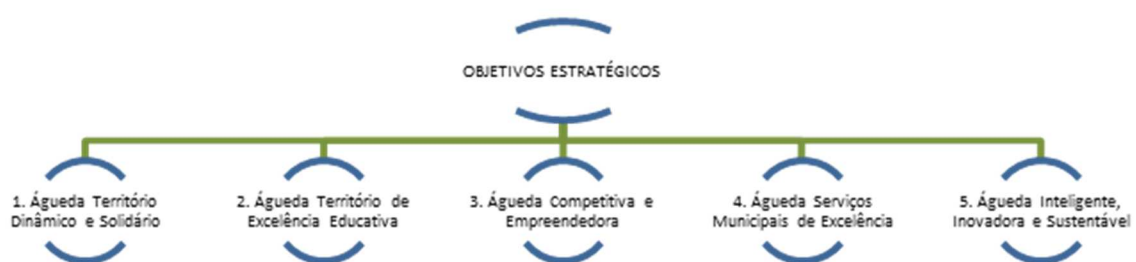 OBJETIVOS ESTRATÉGICOS
1. Águeda Território
Dinâmico e Solidário
2. Águeda Território de
Excelência Educativa
3. Águeda Competitiva e
Empreendedora
4. Águeda Serviços
Municipais de Excelência
5. Águeda Inteligente,
Inovadora e Sustentável